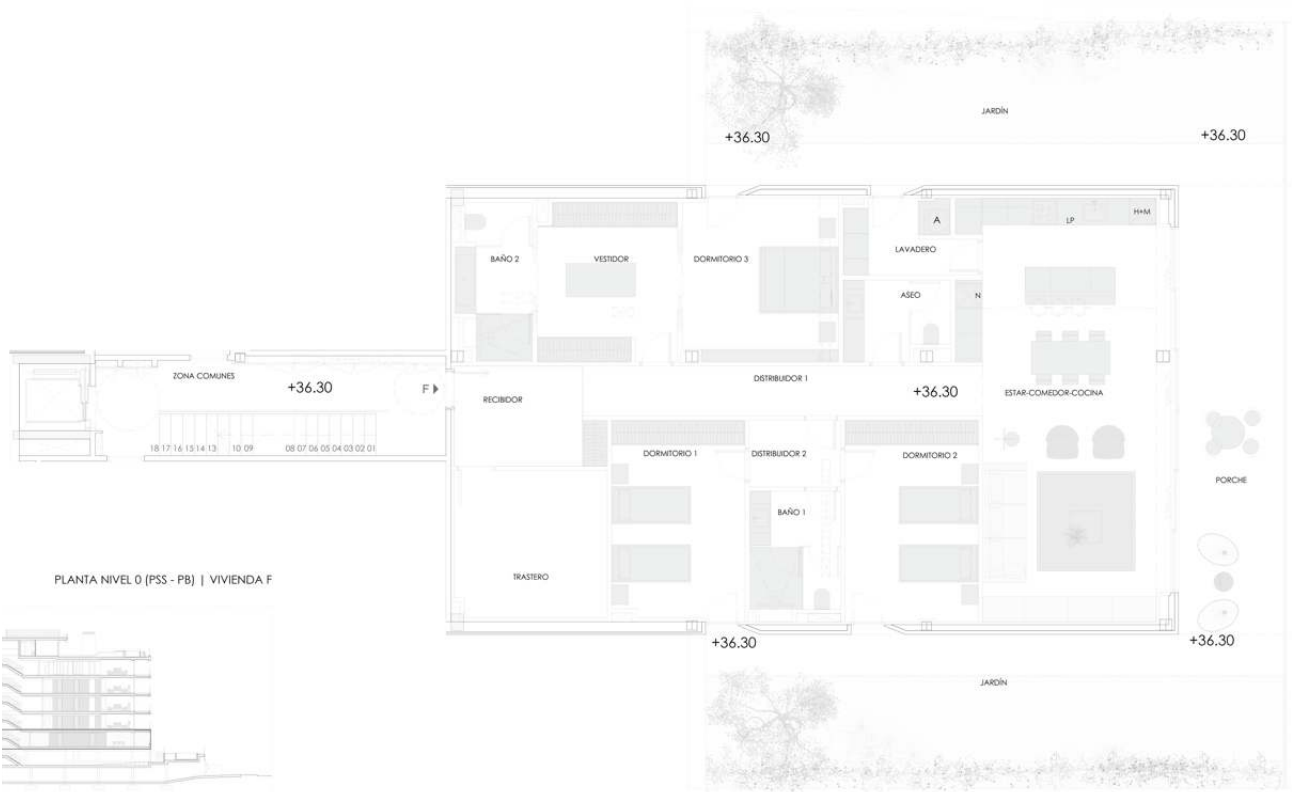 JARDÍN
+36.30
+36.30
A
LP
H+M
LAVADERO
BAÑO 2
VESTIDOR
DORMITORIO 3
ASEO
N
ZONA COMUNES
+36.30
F
RECIBIDOR
DISTRIBUIDOR 1
+36.30
ESTAR-COMEDOR-COCINA
18 17 16 15 14 13 10 09 08 07 06 05 04 03 02 01
DORMITORIO 1
DISTRIBUIDOR 2
DORMITORIO 2
PORCHE
BAÑO 1
TRASTERO
PLANTA NIVEL 0 (PSS - PB) | VIVIENDA F
+36.30
+36.30
JARDÍN